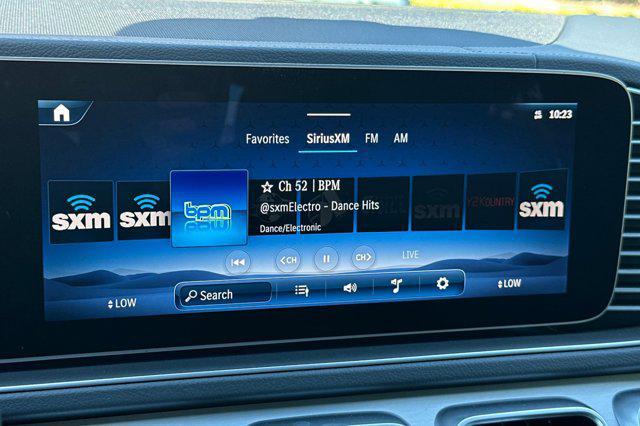 10:23
Favorites SiriusXM FM AM
Ch 52 | BPM
@sxmElectro - Dance Hits
Dance/Electronic
sxm sxm bpm sxm Y2KOUNTRY sxm
<CH CH> LIVE
LOW Search LOW